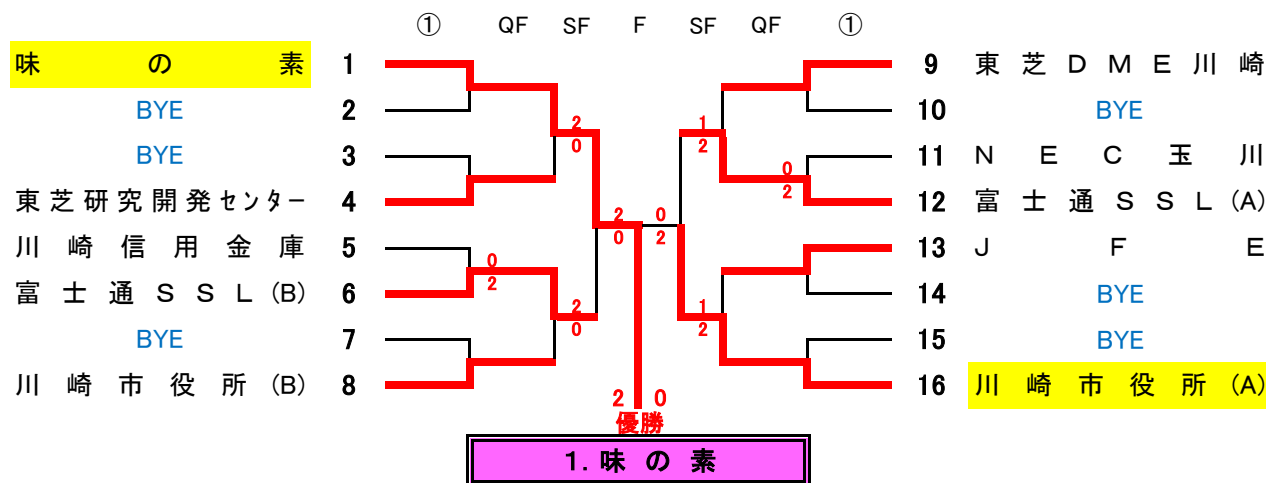 ① QF SF F SF QF ①
味の素 1 9 東芝DME川崎
BYE 2 10 BYE
2 1
0 2
BYE 3 11 NEC玉川
0
2
東芝研究開発センター 4 12 富士通SSL(A)
2 0
0 2
川崎信用金庫 5 13 JFE
0
2
富士通SSL(B) 6 14 BYE
2 1
0 2
BYE 7 15 BYE
川崎市役所(B) 8 16 川崎市役所(A)
2 0
優勝
1.味の素